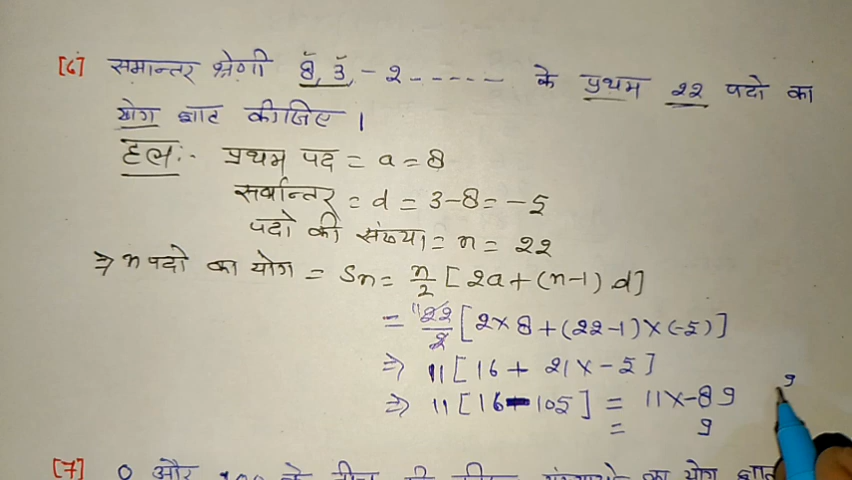 [6] समान्तर श्रेणी 8, 3, -2 ----- के प्रथम 22 पदो का
योग ज्ञात कीजिए ।
हल:- प्रथम पद = a = 8
सर्वान्तर = d = 3-8 = -5
पदो की संख्या = n = 22
⇒ n पदो का योग = Sn = n/2 [2a+(n-1) d]
= 22/2 [2×8+(22-1)×(-5)]
⇒ 11[16 + 21×-5]
⇒ 11[16-105] = 11×-89
= 9
[7] 0 और के बीच का योग